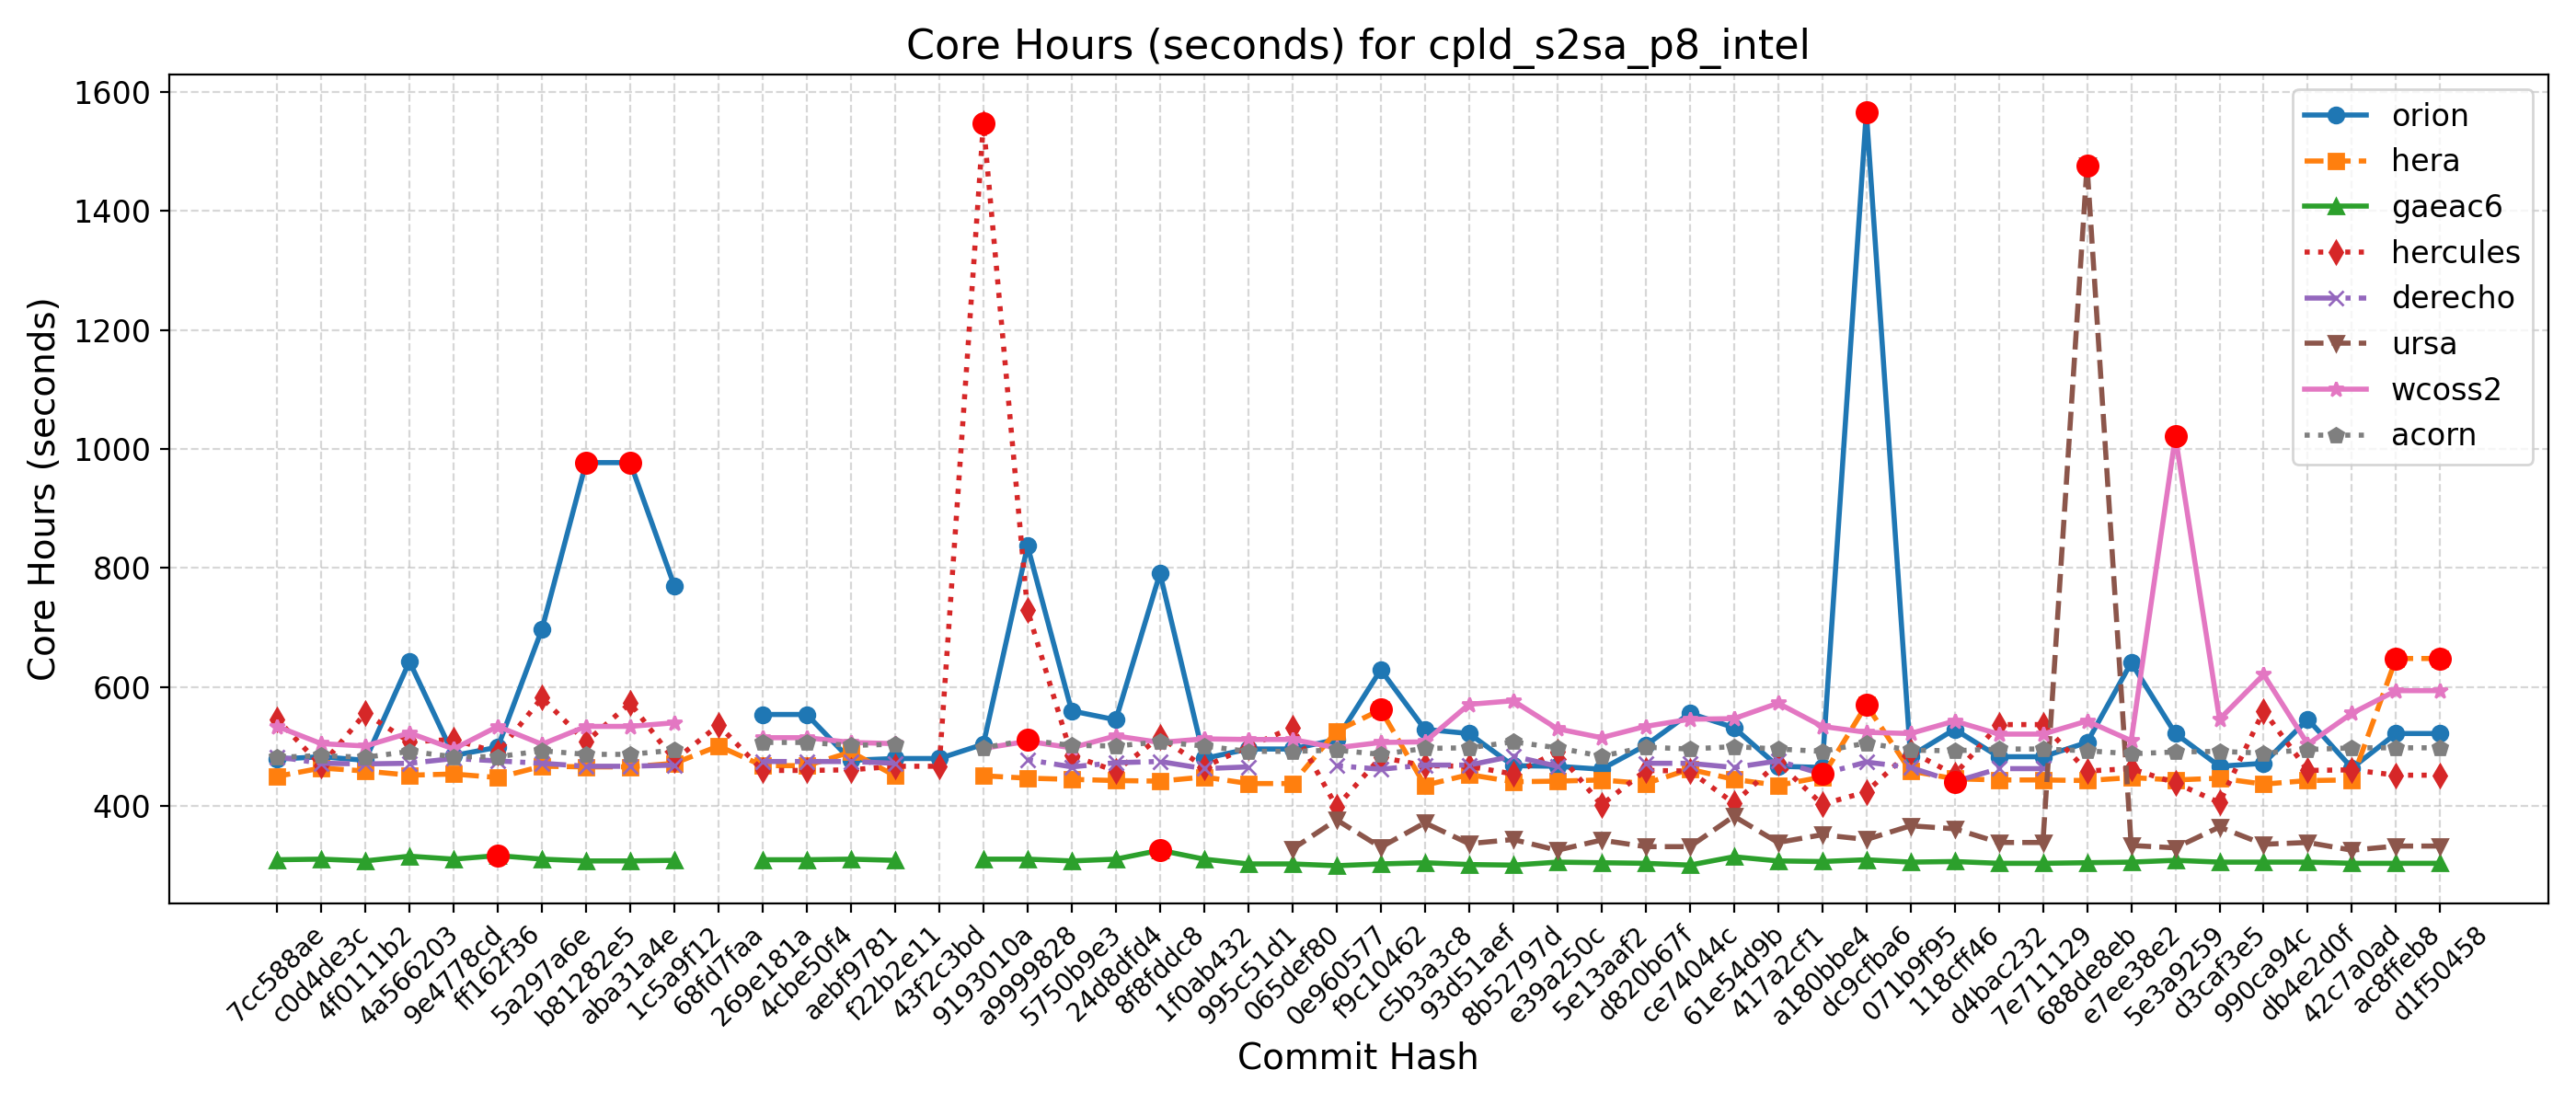 Core Hours (seconds) for cpld_s2sa_p8_intel
Core Hours (seconds)
1600
1400
1200
1000
800
600
400
orion
hera
gaeac6
hercules
derecho
ursa
wcoss2
acorn
7cc588ae
c0d4de3c
4f0111b2
4a566203
9e4778cd
ff162f36
5a297a6e
b81282e5
aba31a4e
1c5a9f12
68fd7faa
269e181a
4cbe50f4
aebf9781
f22b2e11
43f2c3bd
9193010a
a9999828
5750b9e3
24d8dfd4
8f8fddc8
1f0ab432
995c51d1
065def80
0e960577
f9c10462
c5b3a3c8
93d51aef
8b52797d
e39a250c
5e13aaf2
d820b67f
ce74044c
61e54d9b
417a2cf1
a180bbe4
dc9cfba6
071b9f95
118cff46
d4bac232
7e711129
688de8eb
e7ee38e2
5e3a9259
d3caf3e5
990ca94c
db4e2d0f
42c7a0ad
ac8ffeb8
d1f50458
Commit Hash